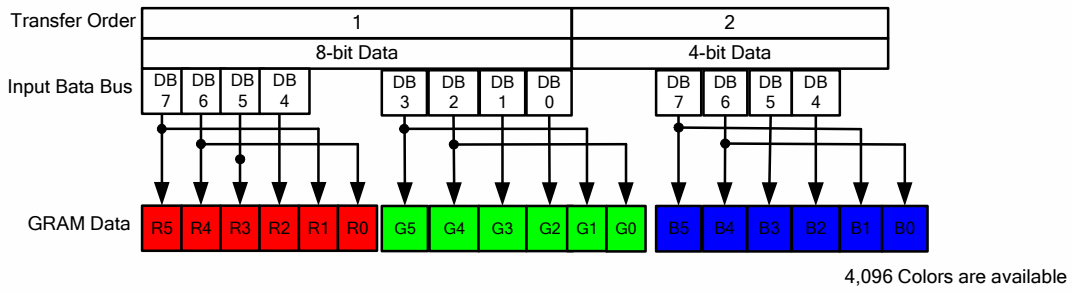 Transfer Order 1 2
8-bit Data 4-bit Data
Input Bata Bus DB 7 DB 6 DB 5 DB 4 DB 3 DB 2 DB 1 DB 0 DB 7 DB 6 DB 5 DB 4
GRAM Data R5 R4 R3 R2 R1 R0 G5 G4 G3 G2 G1 G0 B5 B4 B3 B2 B1 B0
4,096 Colors are available